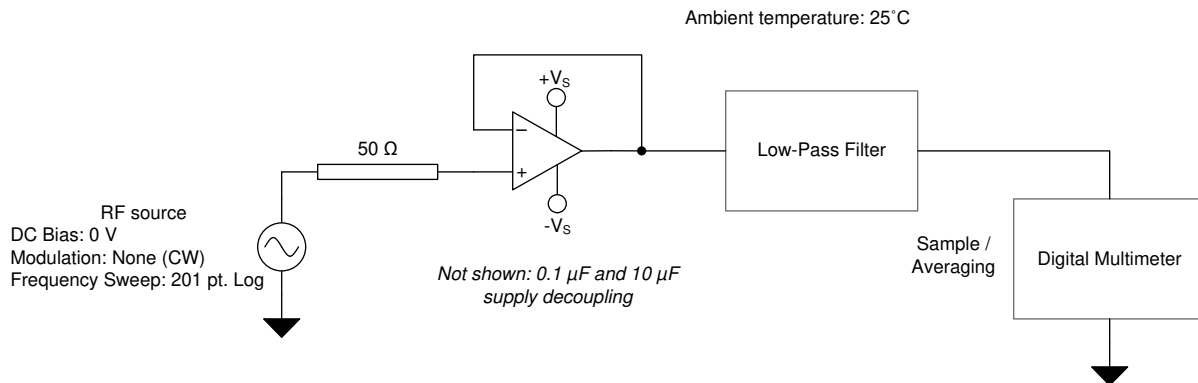 Ambient temperature: 25˚C
+VS
−
50 Ω
+
Low-Pass Filter
-VS
RF source
DC Bias: 0 V
Modulation: None (CW)
Frequency Sweep: 201 pt. Log
Not shown: 0.1 µF and 10 µF
supply decoupling
Sample /
Averaging
Digital Multimeter